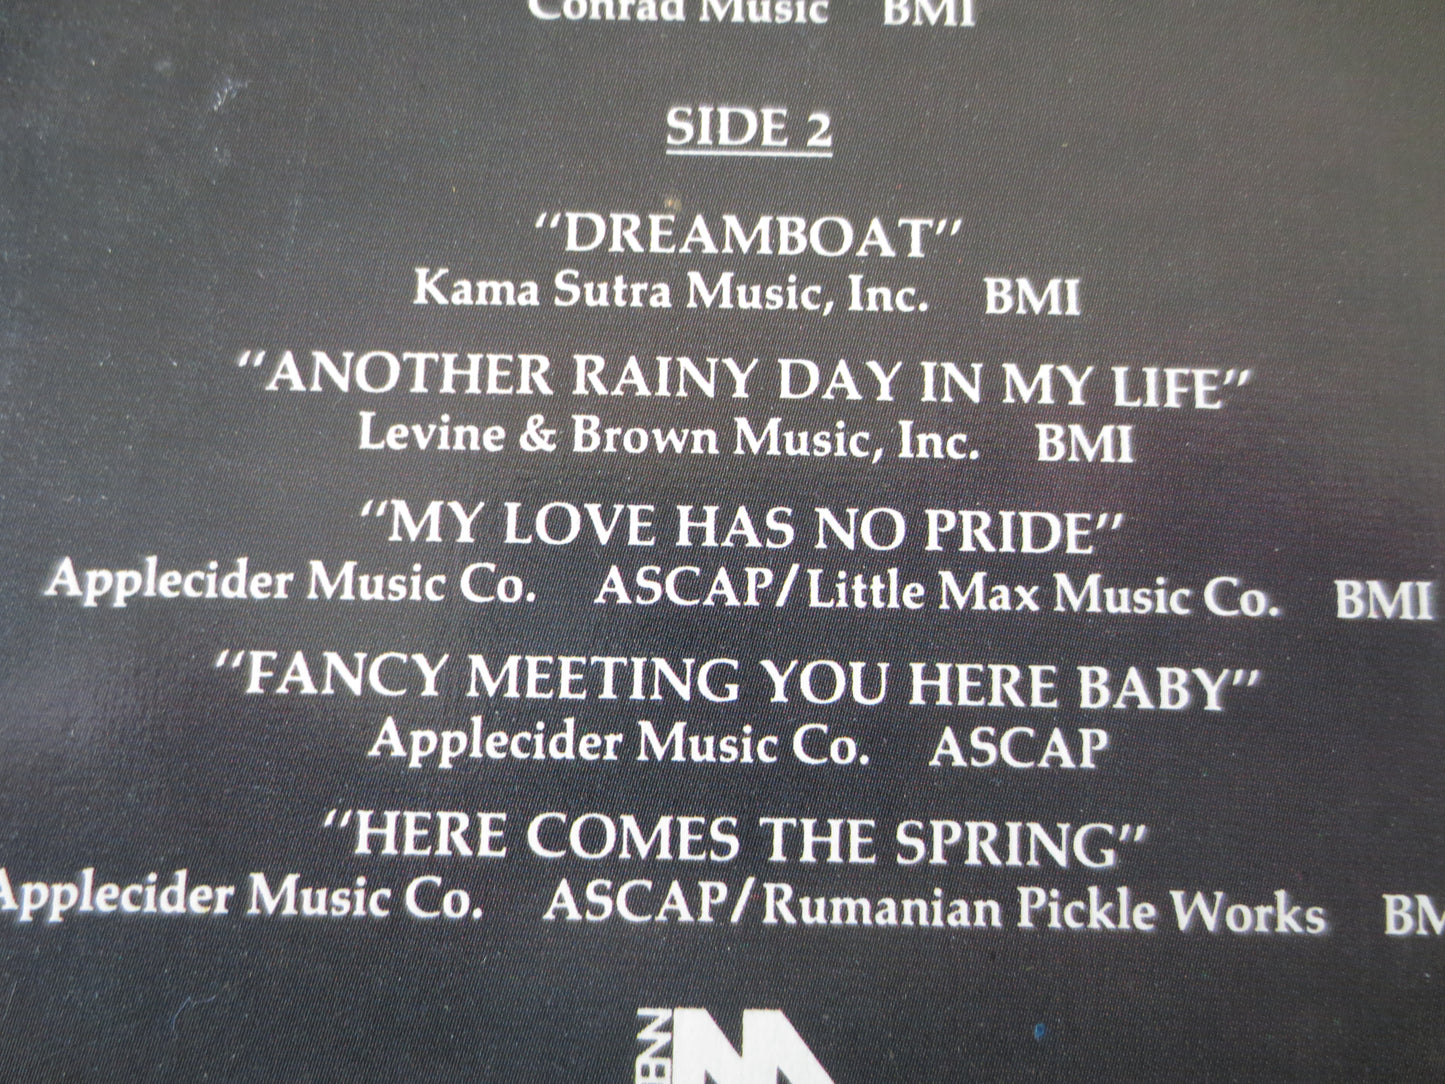 Conrad Music BMI
SIDE 2
"DREAMBOAT"
Kama Sutra Music, Inc. BMI
"ANOTHER RAINY DAY IN MY LIFE"
Levine & Brown Music, Inc. BMI
"MY LOVE HAS NO PRIDE"
Applecider Music Co. ASCAP/Little Max Music Co. BMI
"FANCY MEETING YOU HERE BABY"
Applecider Music Co. ASCAP
"HERE COMES THE SPRING"
Applecider Music Co. ASCAP/Rumanian Pickle Works BM